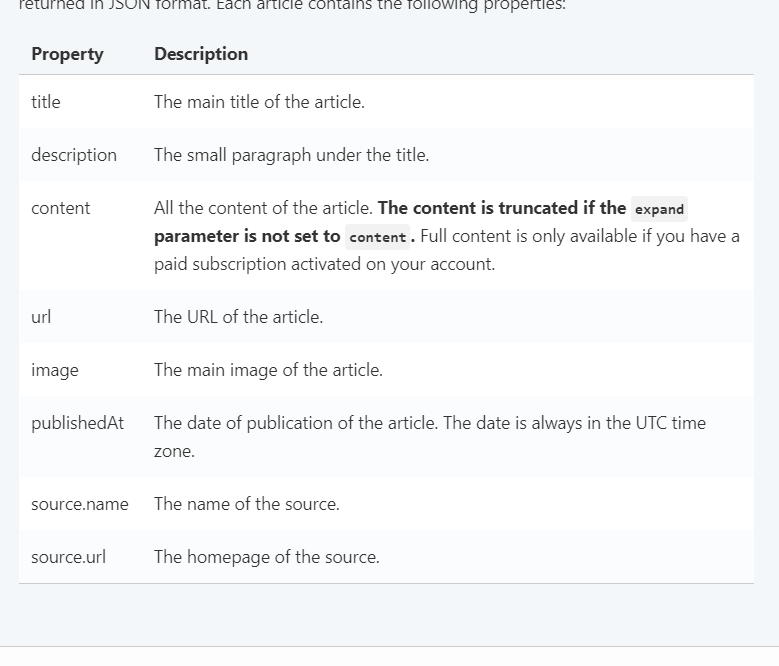 returned in JSON format. Each article contains the following properties:
Property Description
title The main title of the article.
description The small paragraph under the title.
content All the content of the article. The content is truncated if the expand
parameter is not set to content . Full content is only available if you have a
paid subscription activated on your account.
url The URL of the article.
image The main image of the article.
publishedAt The date of publication of the article. The date is always in the UTC time
zone.
source.name The name of the source.
source.url The homepage of the source.